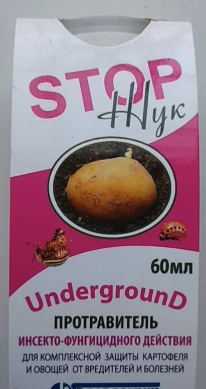 STOP
Жук
60мл
UndergrounD
ПРОТРАВИТЕЛЬ
ИНСЕКТО-ФУНГИЦИДНОГО ДЕЙСТВИЯ
ДЛЯ КОМПЛЕКСНОЙ ЗАЩИТЫ КАРТОФЕЛЯ
И ОВОЩЕЙ ОТ ВРЕДИТЕЛЕЙ И БОЛЕЗНЕЙ